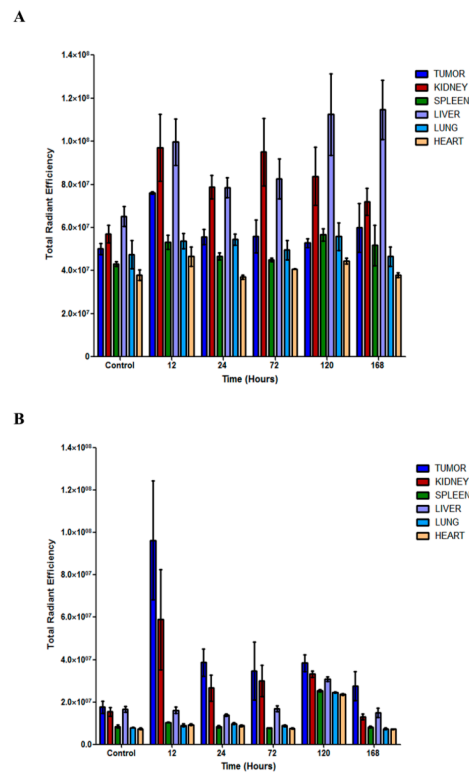 A
1.4×10⁸
1.2×10⁸
1.0×10⁸
8.0×10⁷
6.0×10⁷
4.0×10⁷
2.0×10⁷
0
Total Radiant Efficiency
Control 12 24 72 120 168
Time (Hours)
TUMOR
KIDNEY
SPLEEN
LIVER
LUNG
HEART
B
1.4×10⁰⁸
1.2×10⁰⁸
1.0×10⁰⁸
8.0×10⁰⁷
6.0×10⁰⁷
4.0×10⁰⁷
2.0×10⁰⁷
0.0
Total Radiant Efficiency
Control 12 24 72 120 168
Time (Hours)
TUMOR
KIDNEY
SPLEEN
LIVER
LUNG
HEART